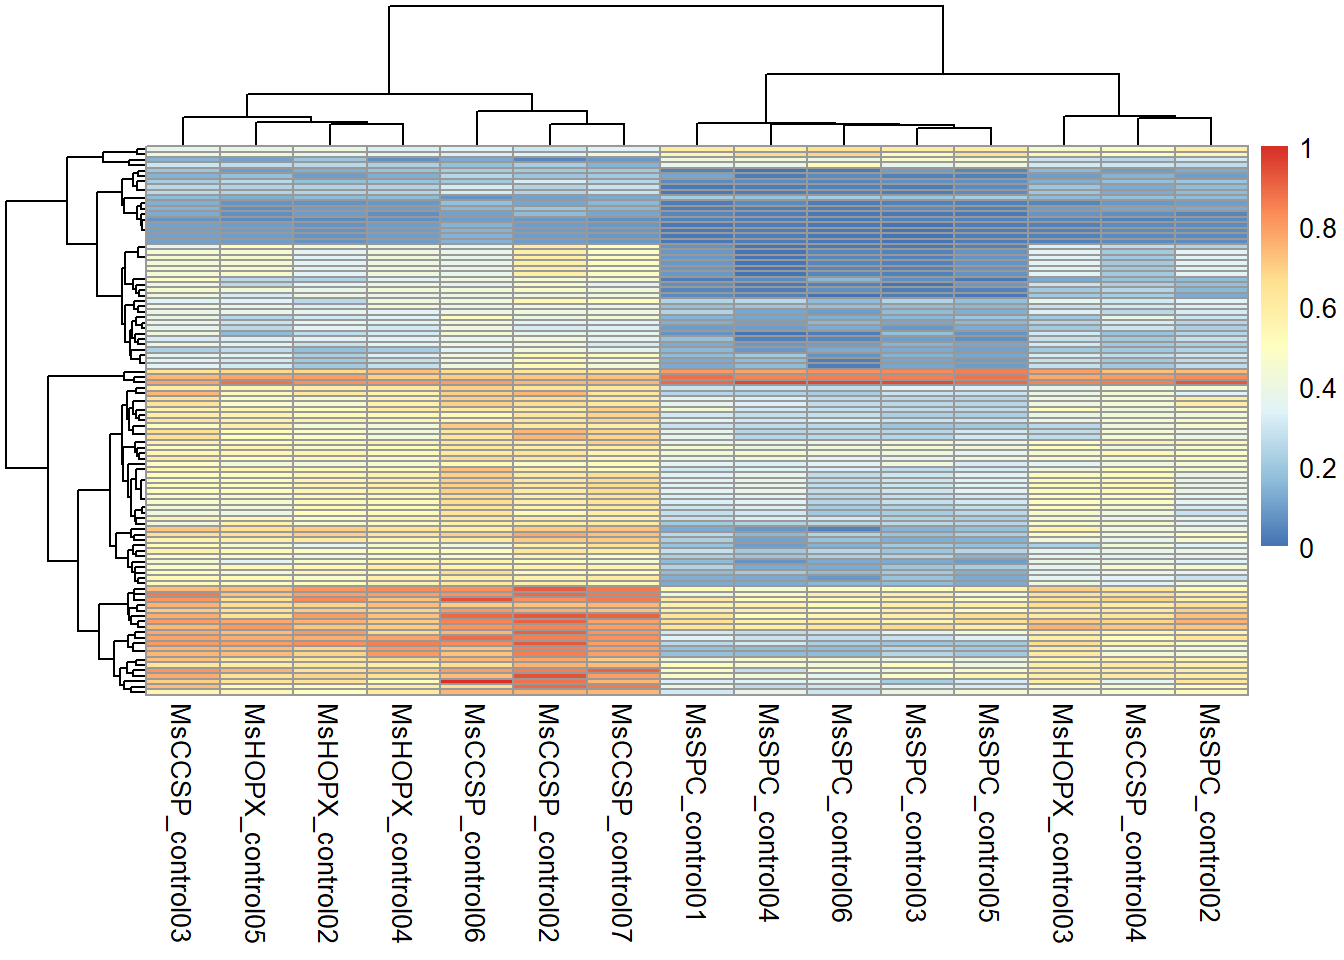 1
0.8
0.6
0.4
0.2
0
MsCCSP_control03
MsHOPX_control05
MsHOPX_control02
MsHOPX_control04
MsCCSP_control06
MsCCSP_control02
MsCCSP_control07
MsSPC_control01
MsSPC_control04
MsSPC_control06
MsSPC_control03
MsSPC_control05
MsHOPX_control03
MsCCSP_control04
MsSPC_control02